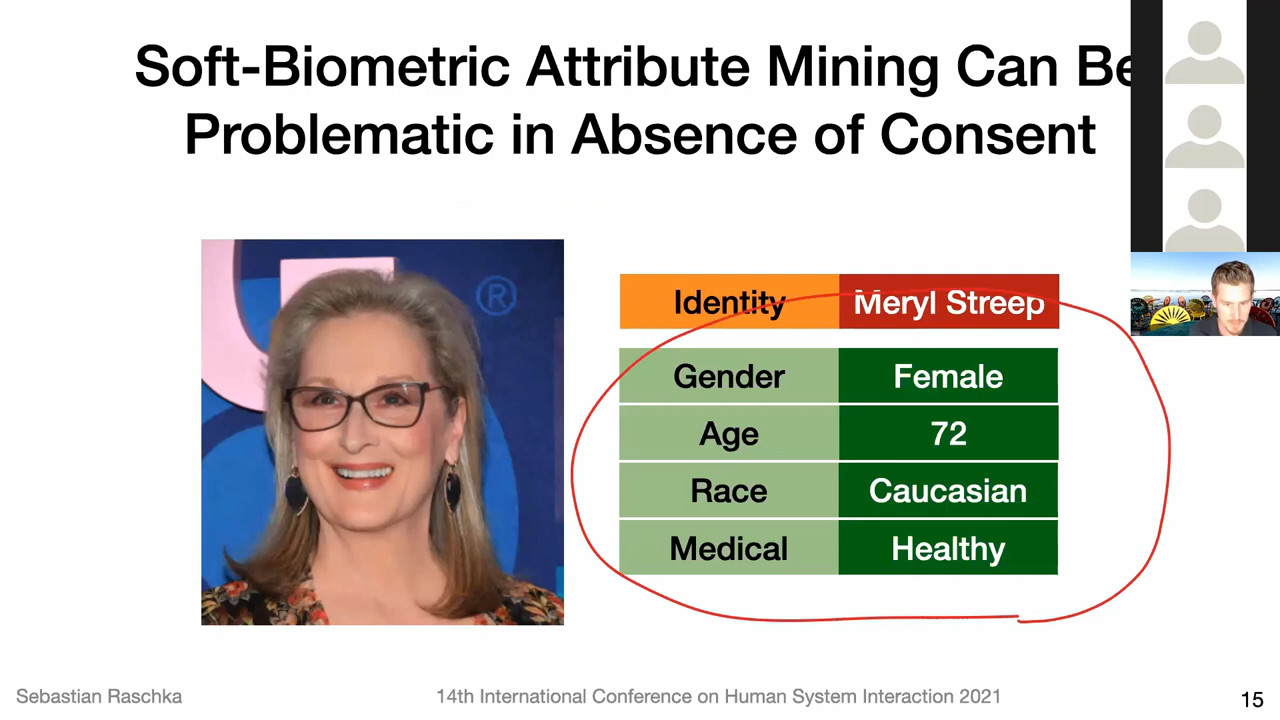 Soft-Biometric Attribute Mining Can Be
Problematic in Absence of Consent
®
Identity Meryl Streep
Gender Female
Age 72
Race Caucasian
Medical Healthy
Sebastian Raschka 14th International Conference on Human System Interaction 2021 15